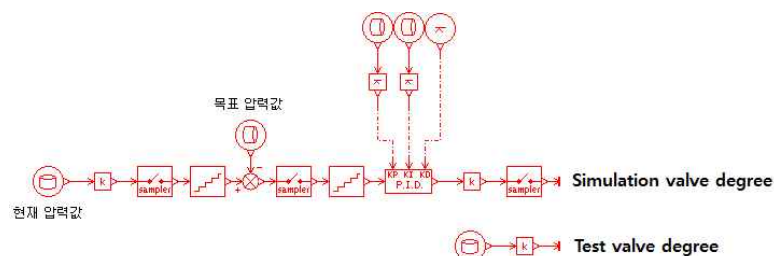 목표 압력값
k
sampler
sampler
KP KI KD
P.I.D.
k
sampler
Simulation valve degree
현재 압력값
k
Test valve degree